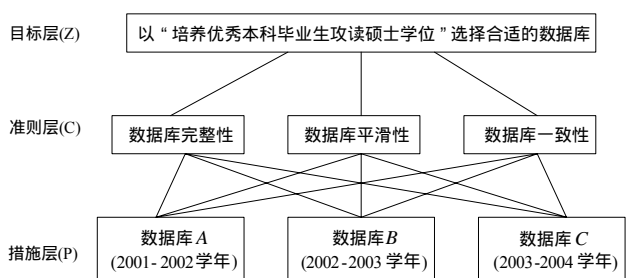 目标层(Z)
以“培养优秀本科毕业生攻读硕士学位”选择合适的数据库
准则层(C)
数据库完整性
数据库平滑性
数据库一致性
措施层(P)
数据库A
(2001-2002学年)
数据库B
(2002-2003学年)
数据库C
(2003-2004学年)